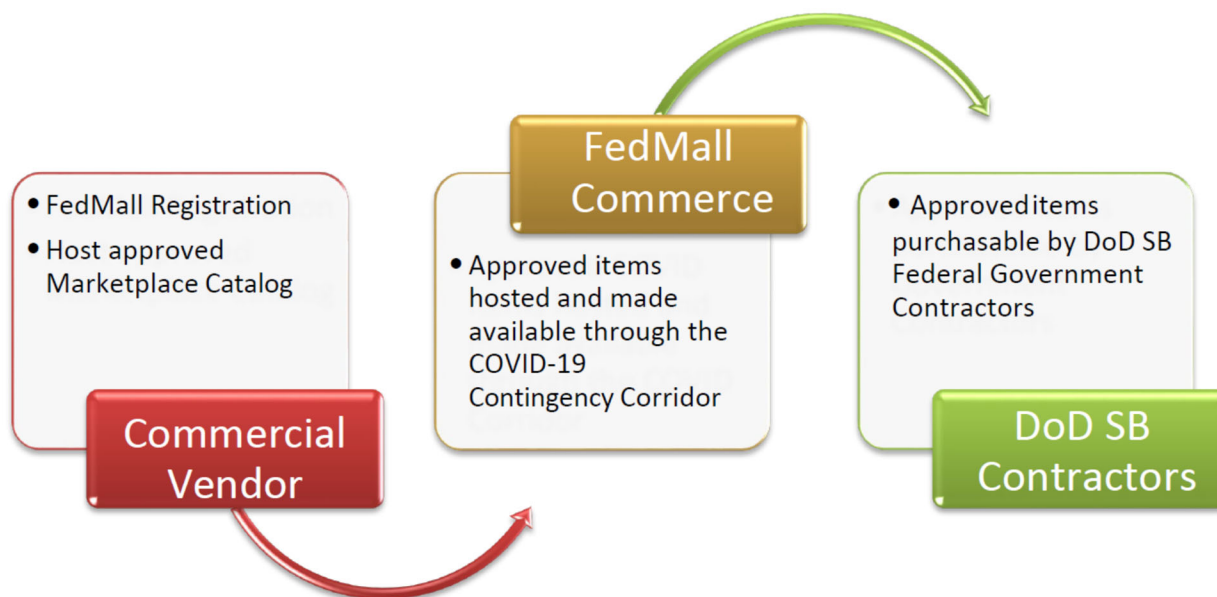 • FedMall Registration
• Host approved
Marketplace Catalog
Commercial
Vendor
FedMall
Commerce
• Approved items
hosted and made
available through the
COVID-19
Contingency Corridor
• Approved items
purchasable by DoD SB
Federal Government
Contractors
DoD SB
Contractors